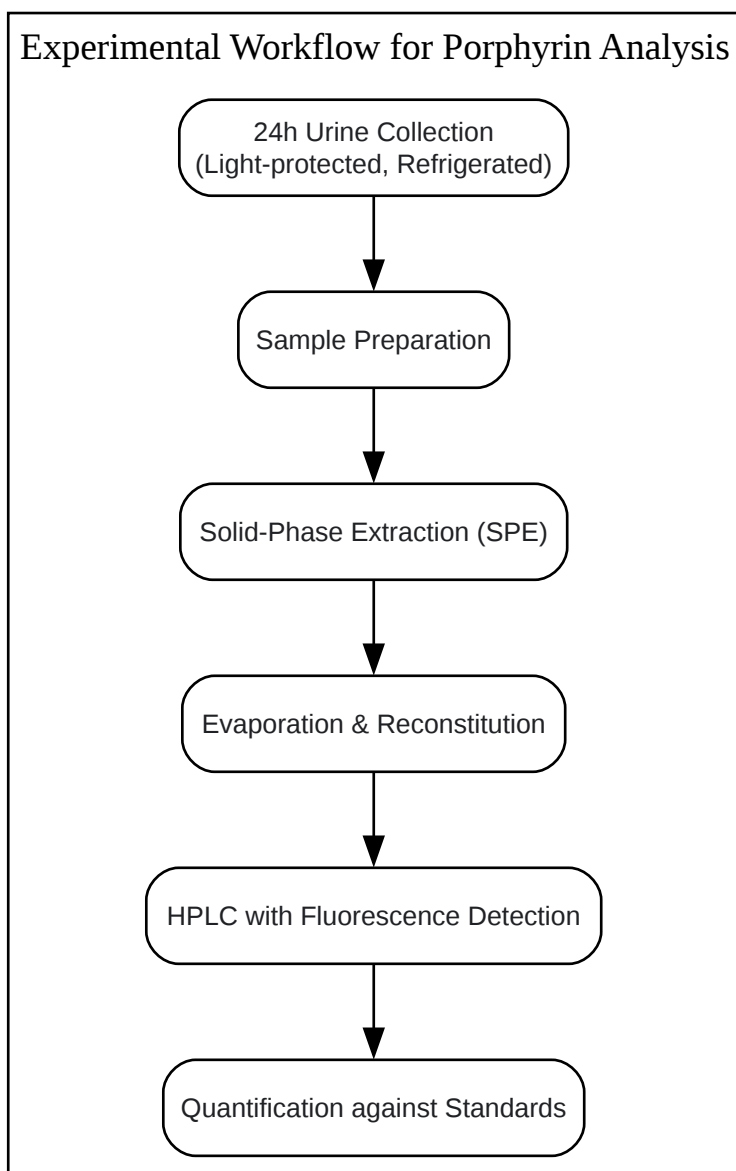 Experimental Workflow for Porphyrin Analysis
24h Urine Collection
(Light-protected, Refrigerated)
Sample Preparation
Solid-Phase Extraction (SPE)
Evaporation & Reconstitution
HPLC with Fluorescence Detection
Quantification against Standards